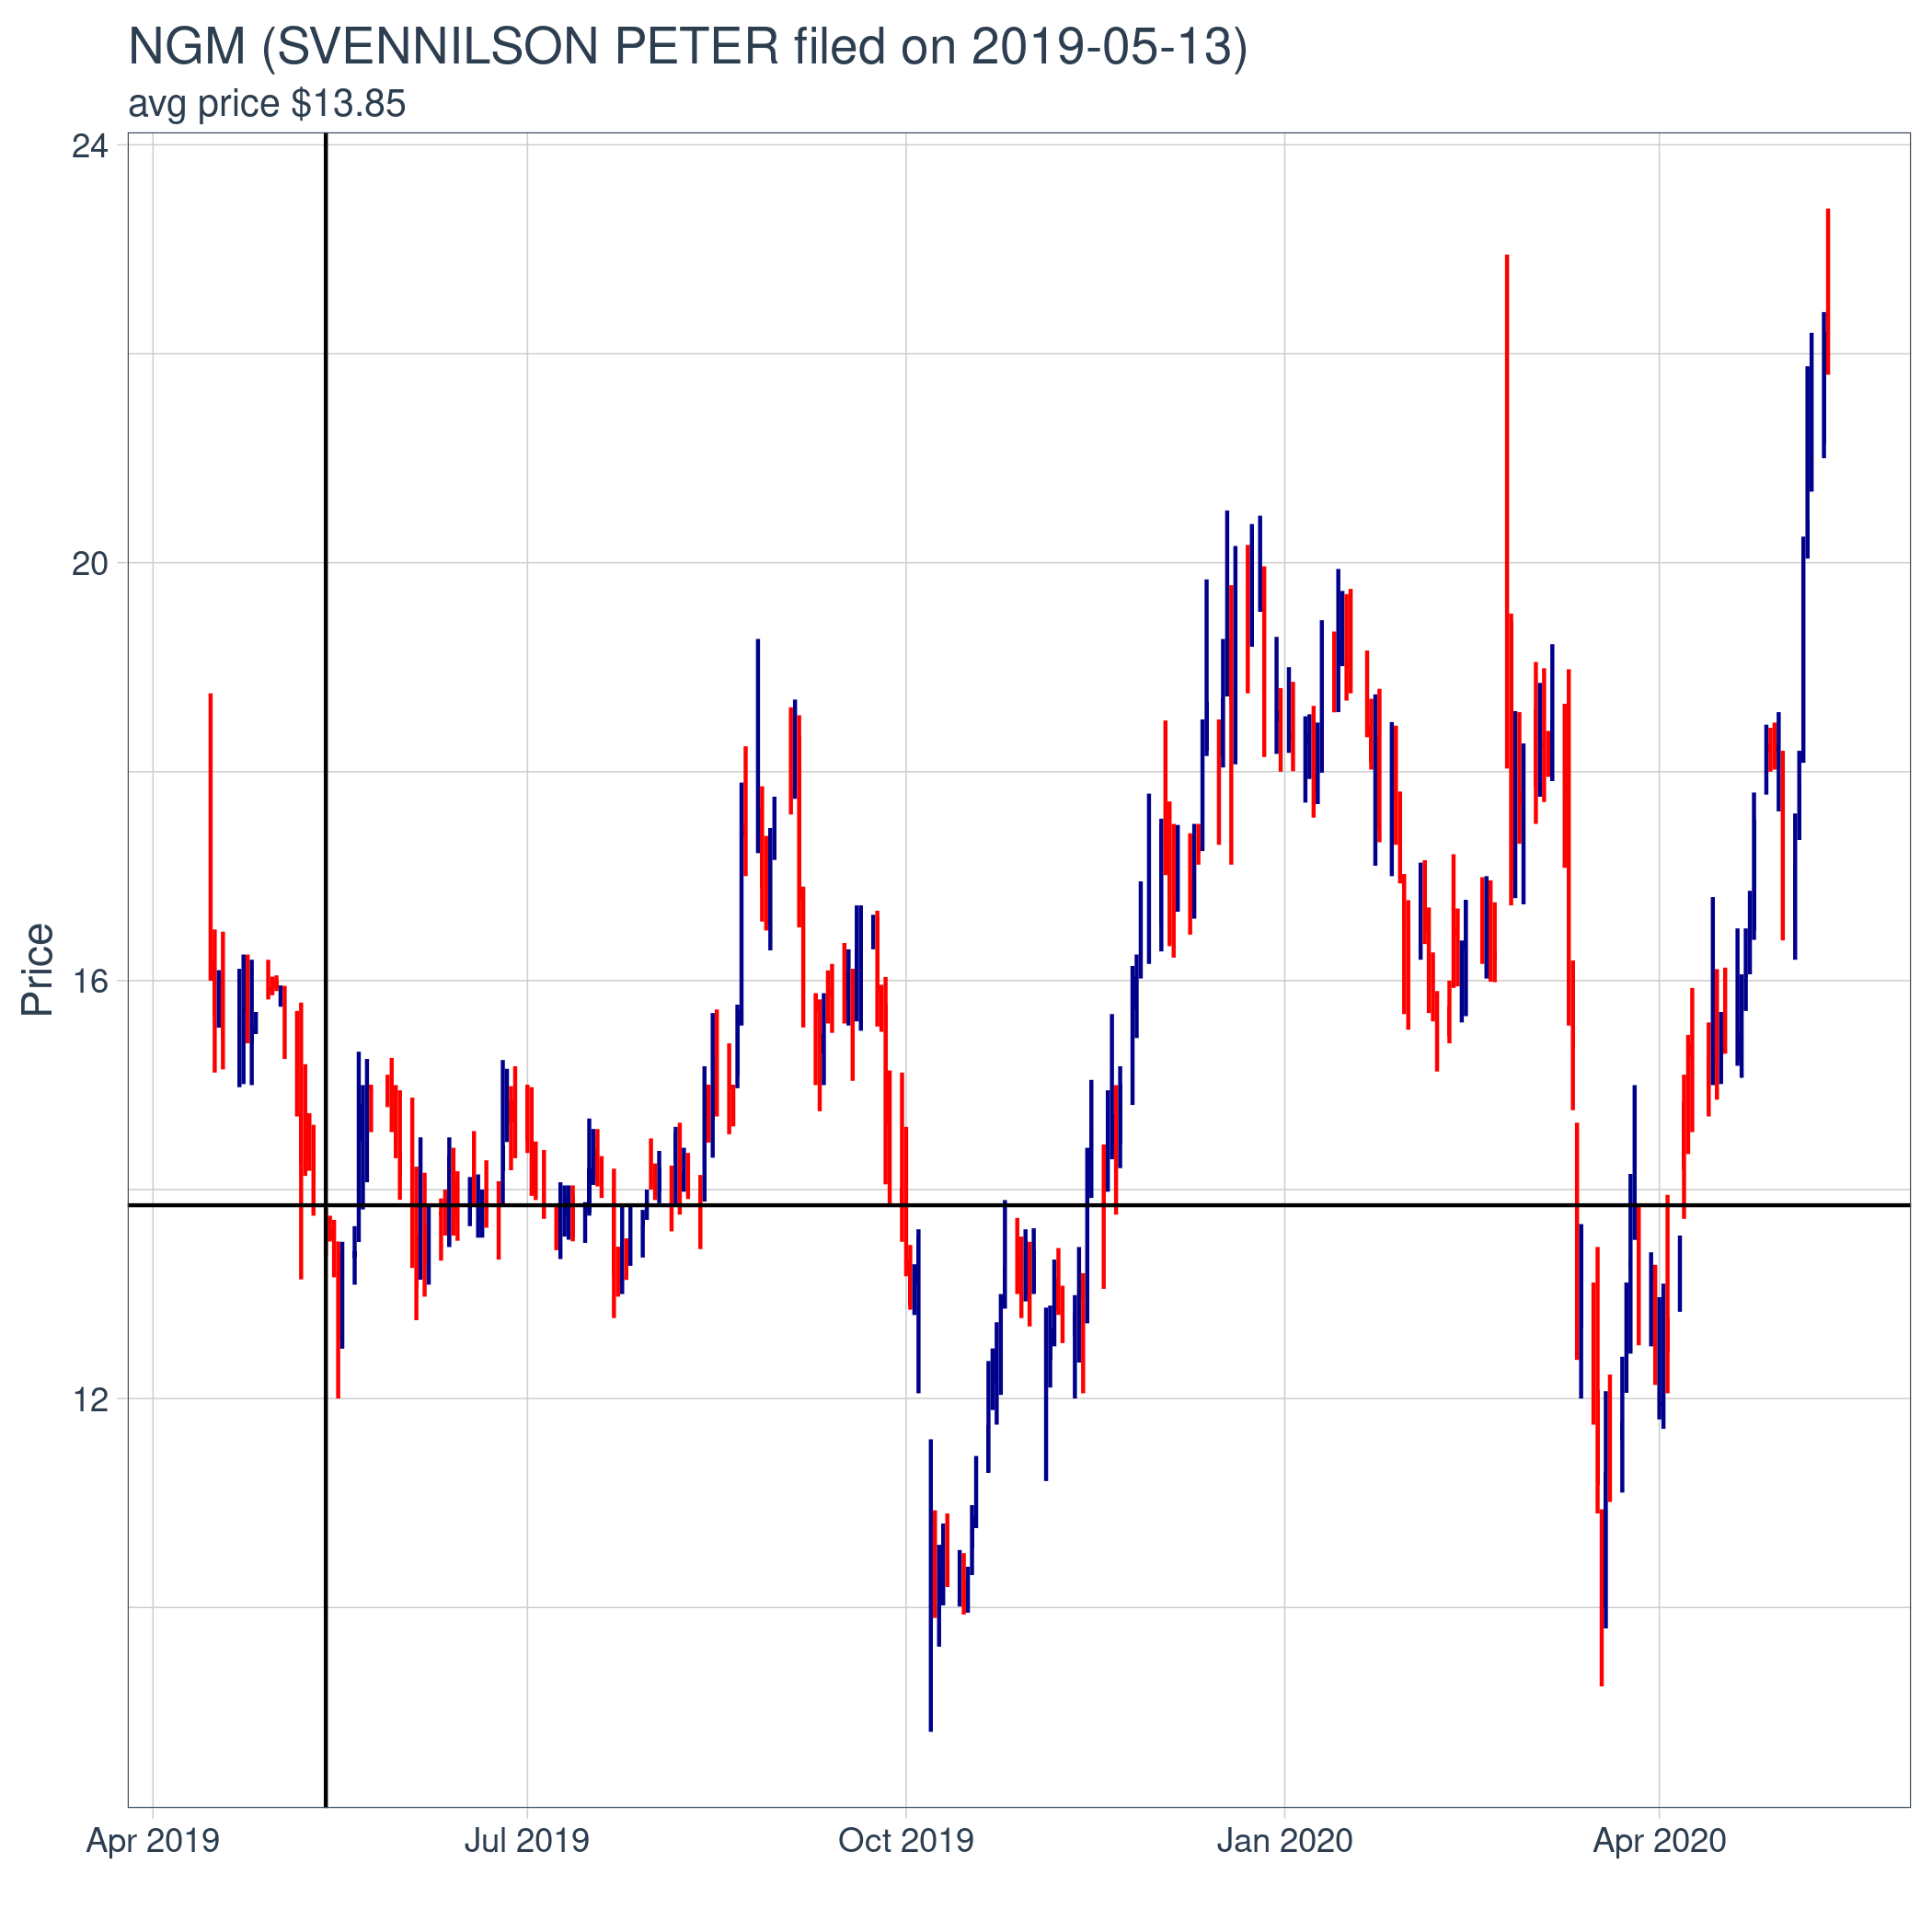 NGM (SVENNILSON PETER filed on 2019-05-13)
avg price $13.85
24
20
16
12
Price
Apr 2019
Jul 2019
Oct 2019
Jan 2020
Apr 2020